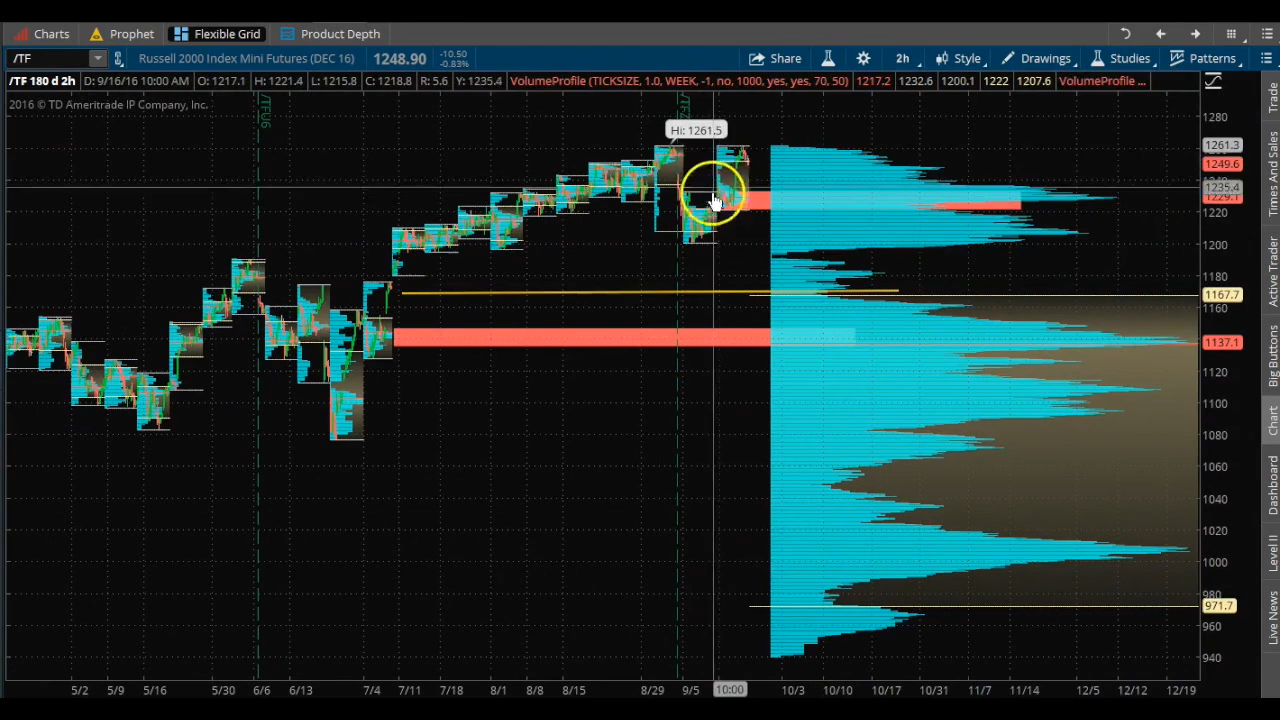 Charts Prophet Flexible Grid Product Depth
/TF Russell 2000 Index Mini Futures (DEC 16) 1248.90 -10.50 -0.83% Share 2h Style Drawings Studies Patterns
/TF 180 d 2h D: 9/16/16 10:00 AM O: 1217.1 H: 1221.4 L: 1215.8 C: 1218.8 R: 5.6 Y: 1235.4 VolumeProfile (TICKSIZE, 1.0, WEEK, -1, no, 1000, yes, yes, 70, 50) 1217.2 1232.6 1200.1 1222 1207.6 VolumeProfile ...
2016 © TD Ameritrade IP Company, Inc.
/TFU6
Hi: 1261.5
1280
1261.3
1249.6
1235.4
1220
1200
1180
1167.7
1160
1137.1
1120
1100
1080
1060
1040
1020
1000
980
971.7
960
940
5/2 5/9 5/16 5/30 6/6 6/13 7/4 7/11 7/18 8/1 8/8 8/15 8/29 9/5 10:00 10/3 10/10 10/17 10/31 11/7 11/14 12/5 12/12 12/19
Trade
Times And Sales
Active Trader
Big Buttons
Chart
Dashboard
Level II
Live News